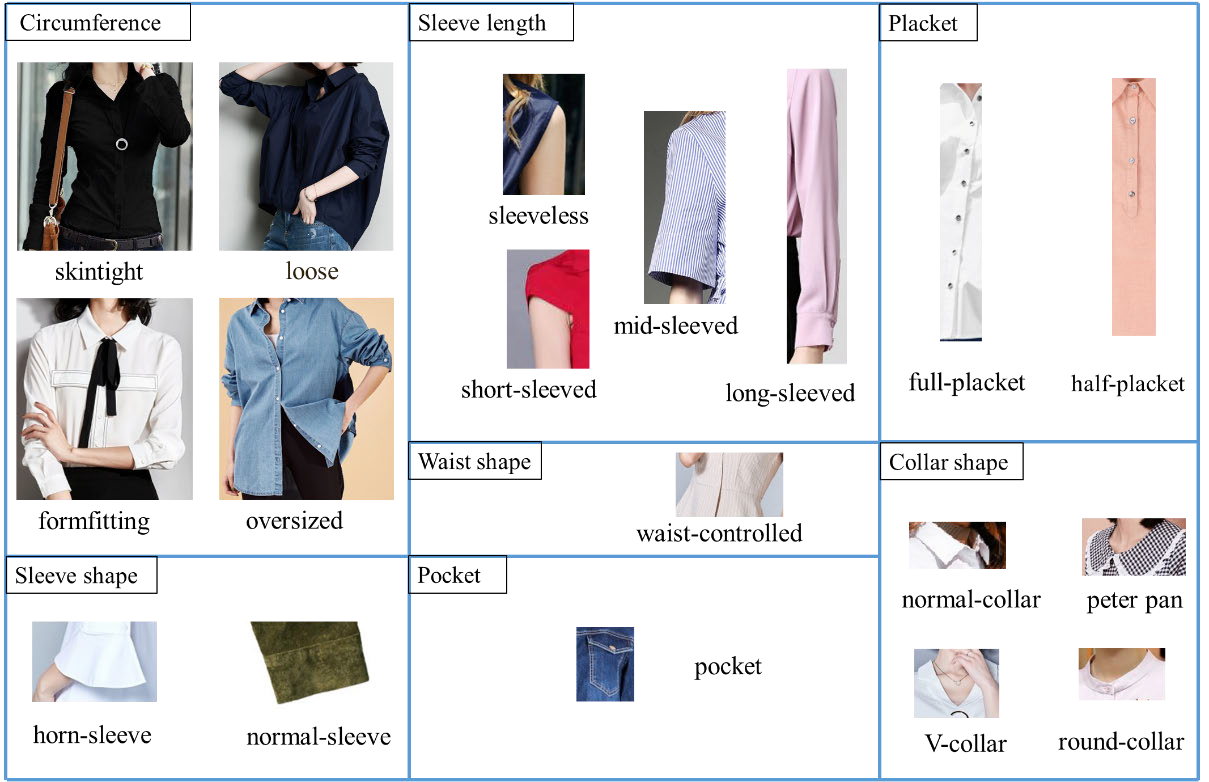 Circumference
skintight
loose
formfitting
oversized
Sleeve length
sleeveless
short-sleeved
mid-sleeved
long-sleeved
Placket
full-placket
half-placket
Waist shape
waist-controlled
Collar shape
normal-collar
peter pan
V-collar
round-collar
Sleeve shape
horn-sleeve
normal-sleeve
Pocket
pocket